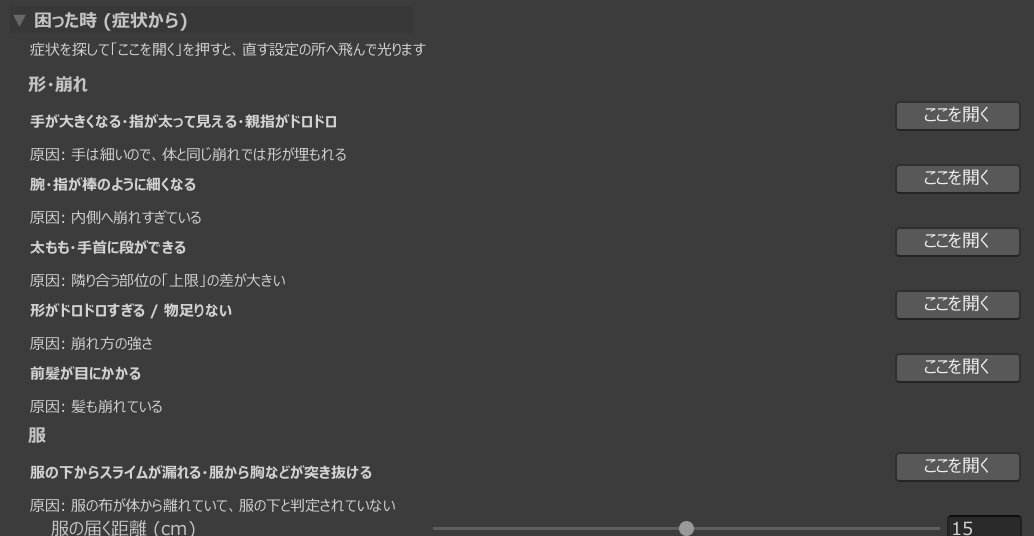 ▼ 困った時 (症状から)
症状を探して「ここを開く」を押すと、直す設定の所へ飛んで光ります
形・崩れ
手が大きくなる・指が太って見える・親指がドロドロ ここを開く
原因: 手は細いので、体と同じ崩れでは形が埋もれる
腕・指が棒のように細くなる ここを開く
原因: 内側へ崩れすぎている
太もも・手首に段ができる ここを開く
原因: 隣り合う部位の「上限」の差が大きい
形がドロドロすぎる / 物足りない ここを開く
原因: 崩れ方の強さ
前髪が目にかかる ここを開く
原因: 髪も崩れている
服
服の下からスライムが漏れる・服から胸などが突き抜ける ここを開く
原因: 服の布が体から離れていて、服の下と判定されていない
服の届く距離 (cm) 15